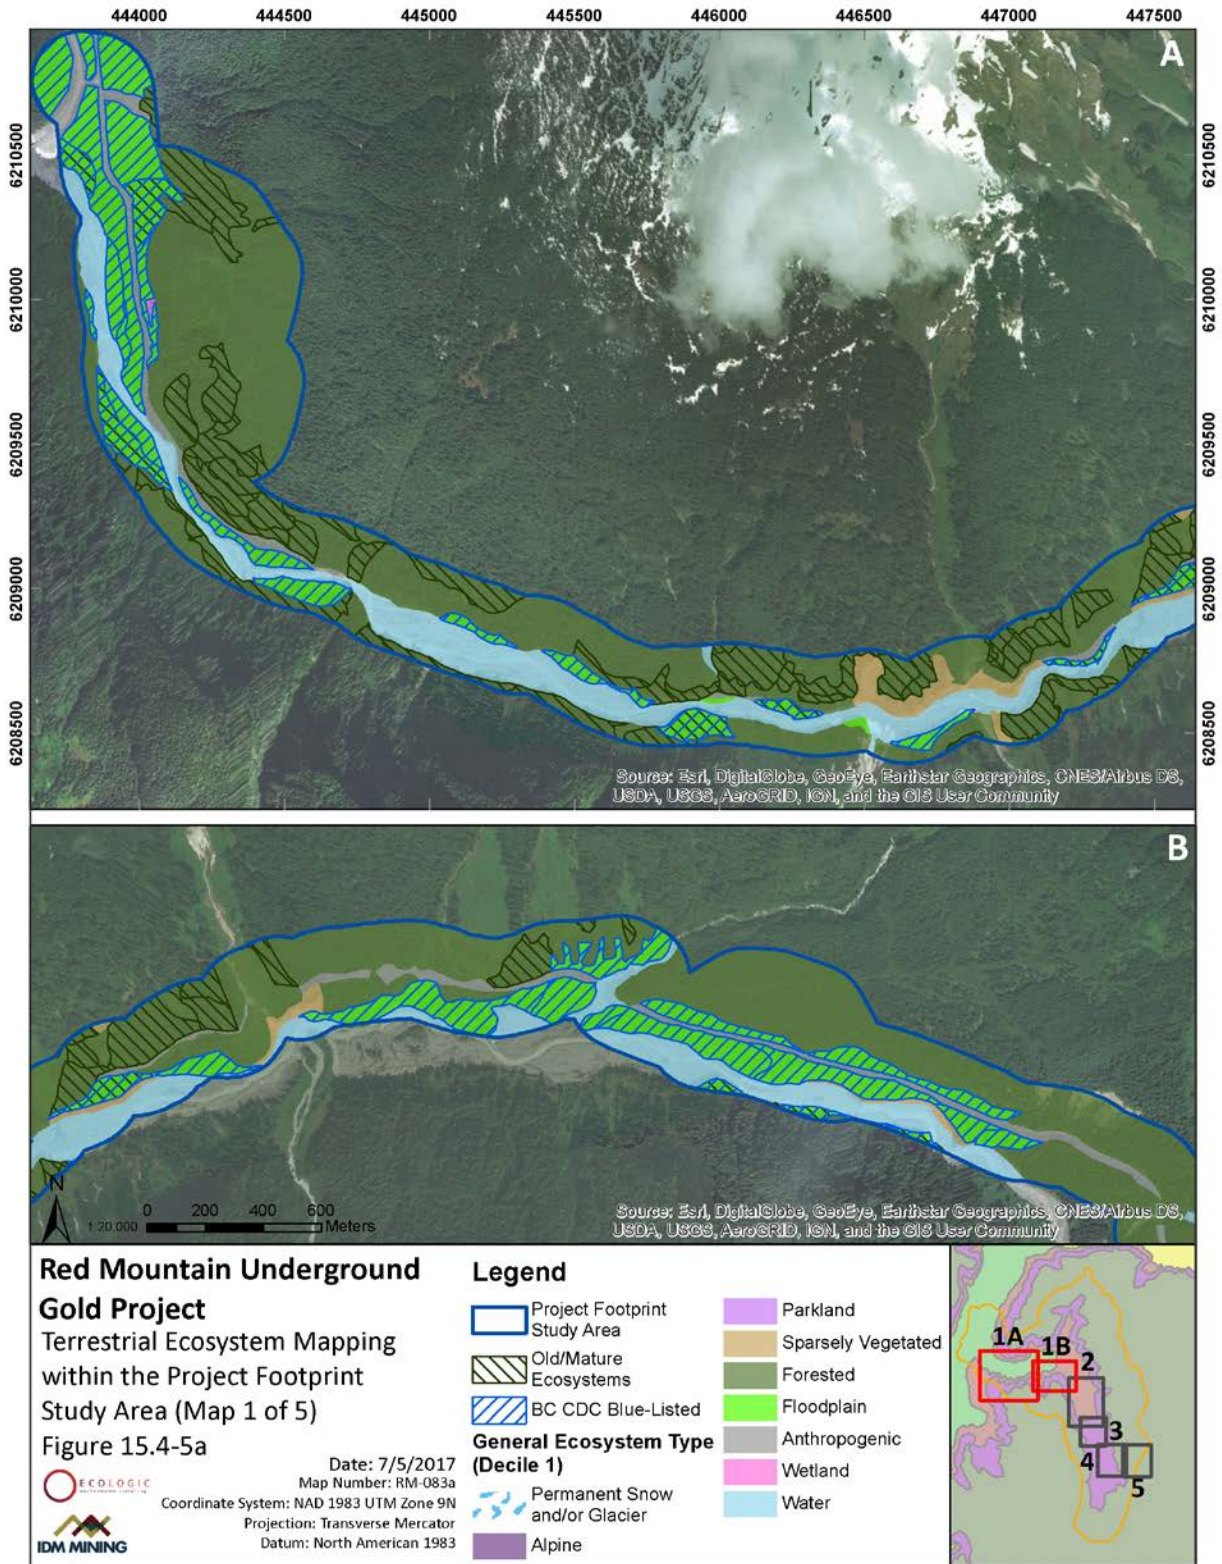 444000 444500 445000 445500 446000 446500 447000 447500
A
6210500 6210500
6210000 6210000
6209500 6209500
6209000 6209000
6208500 6208500
Source: Esri, DigitalGlobe, GeoEye, Earthstar Geographics, CNES/Airbus DS,
USDA, USGS, AeroGRID, IGN, and the GIS User Community
B
N
1:20,000
0 200 400 600
Meters
Source: Esri, DigitalGlobe, GeoEye, Earthstar Geographics, CNES/Airbus DS,
USDA, USGS, AeroGRID, IGN, and the GIS User Community
Red Mountain Underground
Gold Project
Terrestrial Ecosystem Mapping
within the Project Footprint
Study Area (Map 1 of 5)
Figure 15.4-5a
ECOLOGIC
IDM MINING
Date: 7/5/2017
Map Number: RM-083a
Coordinate System: NAD 1983 UTM Zone 9N
Projection: Transverse Mercator
Datum: North American 1983
Legend
Project Footprint
Study Area
Old/Mature
Ecosystems
BC CDC Blue-Listed
General Ecosystem Type
(Decile 1)
Permanent Snow
and/or Glacier
Alpine
Parkland
Sparsely Vegetated
Forested
Floodplain
Anthropogenic
Wetland
Water
1A
1B
2
3
4
5